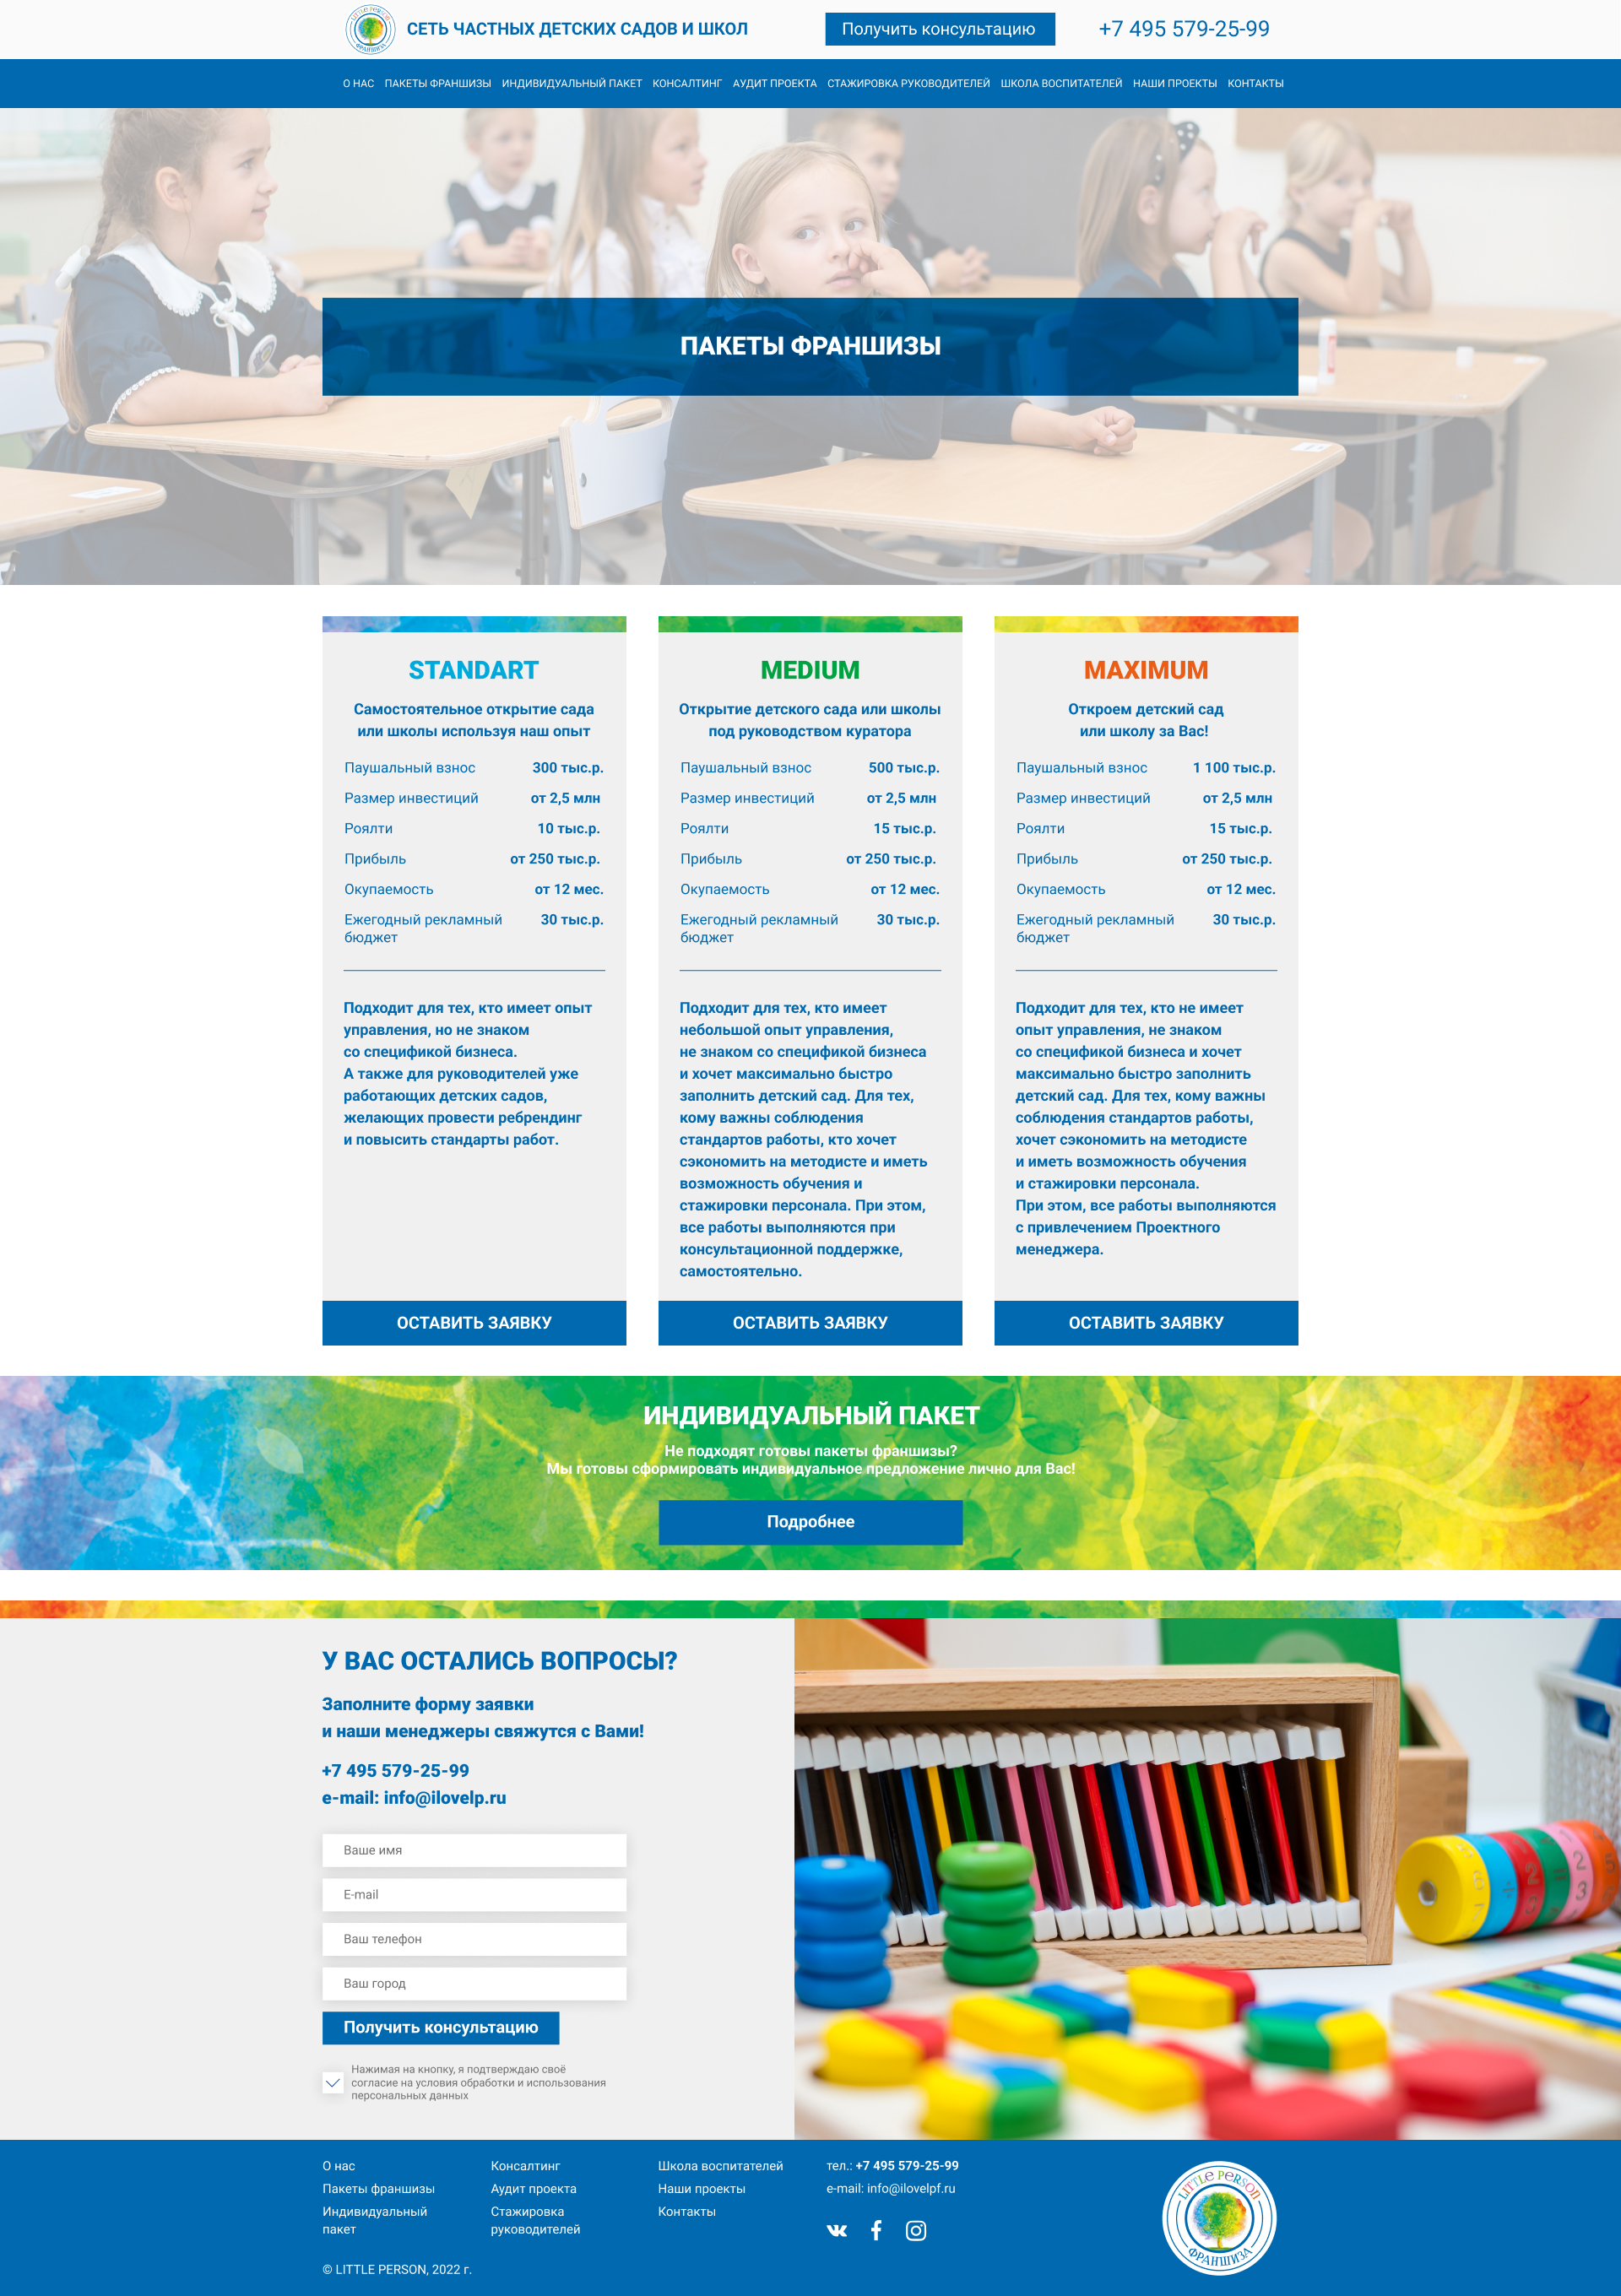 СЕТЬ ЧАСТНЫХ ДЕТСКИХ САДОВ И ШКОЛ
Получить консультацию
+7 495 579-25-99
О НАС
ПАКЕТЫ ФРАНШИЗЫ
ИНДИВИДУАЛЬНЫЙ ПАКЕТ
КОНСАЛТИНГ
АУДИТ ПРОЕКТА
СТАЖИРОВКА РУКОВОДИТЕЛЕЙ
ШКОЛА ВОСПИТАТЕЛЕЙ
НАШИ ПРОЕКТЫ
КОНТАКТЫ
ПАКЕТЫ ФРАНШИЗЫ
STANDART
Самостоятельное открытие сада
или школы используя наш опыт
Паушальный взнос 300 тыс.р.
Размер инвестиций от 2,5 млн
Роялти 10 тыс.р.
Прибыль от 250 тыс.р.
Окупаемость от 12 мес.
Ежегодный рекламный 30 тыс.р.
бюджет
Подходит для тех, кто имеет опыт
управления, но не знаком
со спецификой бизнеса.
А также для руководителей уже
работающих детских садов,
желающих провести ребрендинг
и повысить стандарты работ.
ОСТАВИТЬ ЗАЯВКУ
MEDIUM
Открытие детского сада или школы
под руководством куратора
Паушальный взнос 500 тыс.р.
Размер инвестиций от 2,5 млн
Роялти 15 тыс.р.
Прибыль от 250 тыс.р.
Окупаемость от 12 мес.
Ежегодный рекламный 30 тыс.р.
бюджет
Подходит для тех, кто имеет
небольшой опыт управления,
не знаком со спецификой бизнеса
и хочет максимально быстро
заполнить детский сад. Для тех,
кому важны соблюдения
стандартов работы, кто хочет
сэкономить на методисте и иметь
возможность обучения и
стажировки персонала. При этом,
все работы выполняются при
консультационной поддержке,
самостоятельно.
ОСТАВИТЬ ЗАЯВКУ
MAXIMUM
Откроем детский сад
или школу за Вас!
Паушальный взнос 1 100 тыс.р.
Размер инвестиций от 2,5 млн
Роялти 15 тыс.р.
Прибыль от 250 тыс.р.
Окупаемость от 12 мес.
Ежегодный рекламный 30 тыс.р.
бюджет
Подходит для тех, кто не имеет
опыт управления, не знаком
со спецификой бизнеса и хочет
максимально быстро заполнить
детский сад. Для тех, кому важны
соблюдения стандартов работы,
хочет сэкономить на методисте
и иметь возможность обучения
и стажировки персонала.
При этом, все работы выполняются
с привлечением Проектного
менеджера.
ОСТАВИТЬ ЗАЯВКУ
ИНДИВИДУАЛЬНЫЙ ПАКЕТ
Не подходят готовы пакеты франшизы?
Мы готовы сформировать индивидуальное предложение лично для Вас!
Подробнее
У ВАС ОСТАЛИСЬ ВОПРОСЫ?
Заполните форму заявки
и наши менеджеры свяжутся с Вами!
+7 495 579-25-99
e-mail: info@ilovelp.ru
Ваше имя
E-mail
Ваш телефон
Ваш город
Получить консультацию
Нажимая на кнопку, я подтверждаю своё
согласие на условия обработки и использования
персональных данных
О нас
Пакеты франшизы
Индивидуальный
пакет
Консалтинг
Аудит проекта
Стажировка
руководителей
Школа воспитателей
Наши проекты
Контакты
тел.: +7 495 579-25-99
e-mail: info@ilovelpf.ru
LITTLE PERSON
ФРАНШИЗА
© LITTLE PERSON, 2022 г.